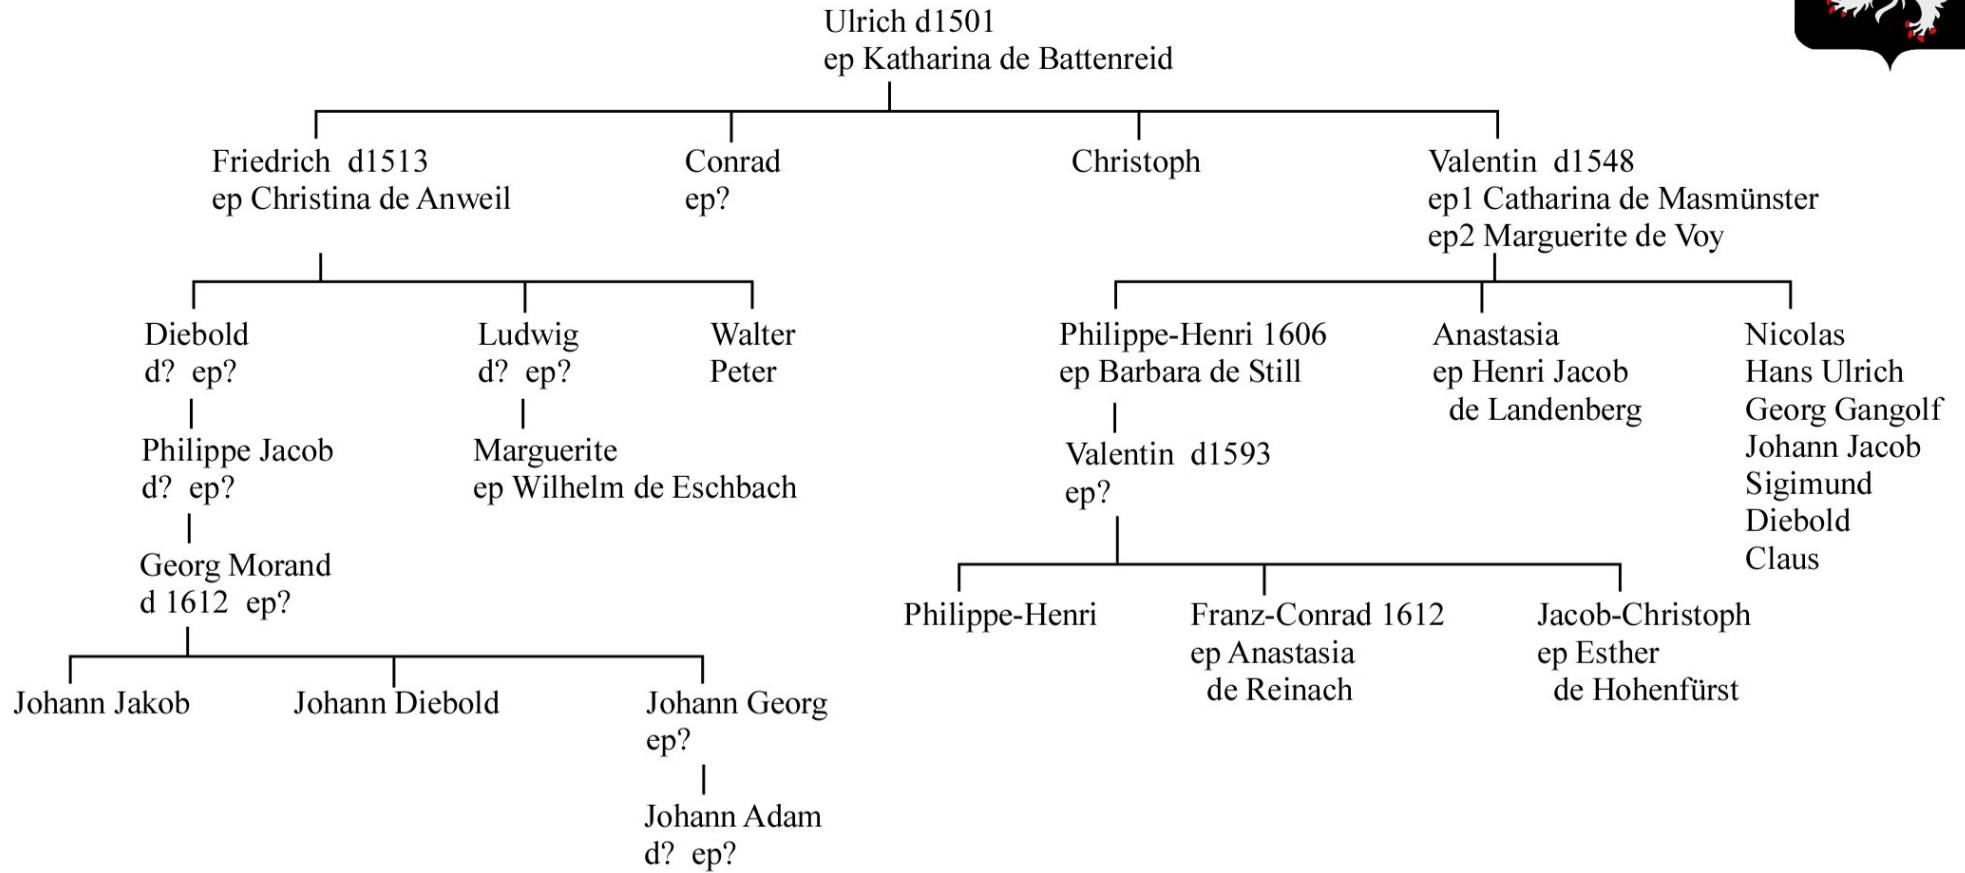 Ulrich d1501
ep Katharina de Battenreid
Friedrich d1513
ep Christina de Anweil
Conrad
ep?
Christoph
Valentin d1548
ep1 Catharina de Masmünster
ep2 Marguerite de Voy
Diebold
d? ep?
Ludwig
d? ep?
Walter
Peter
Philippe-Henri 1606
ep Barbara de Still
Anastasia
ep Henri Jacob
de Landenberg
Nicolas
Hans Ulrich
Georg Gangolf
Johann Jacob
Sigimund
Diebold
Claus
Philippe Jacob
d? ep?
Marguerite
ep Wilhelm de Eschbach
Valentin d1593
ep?
Georg Morand
d 1612 ep?
Philippe-Henri
Franz-Conrad 1612
ep Anastasia
de Reinach
Jacob-Christoph
ep Esther
de Hohenfürst
Johann Jakob
Johann Diebold
Johann Georg
ep?
Johann Adam
d? ep?